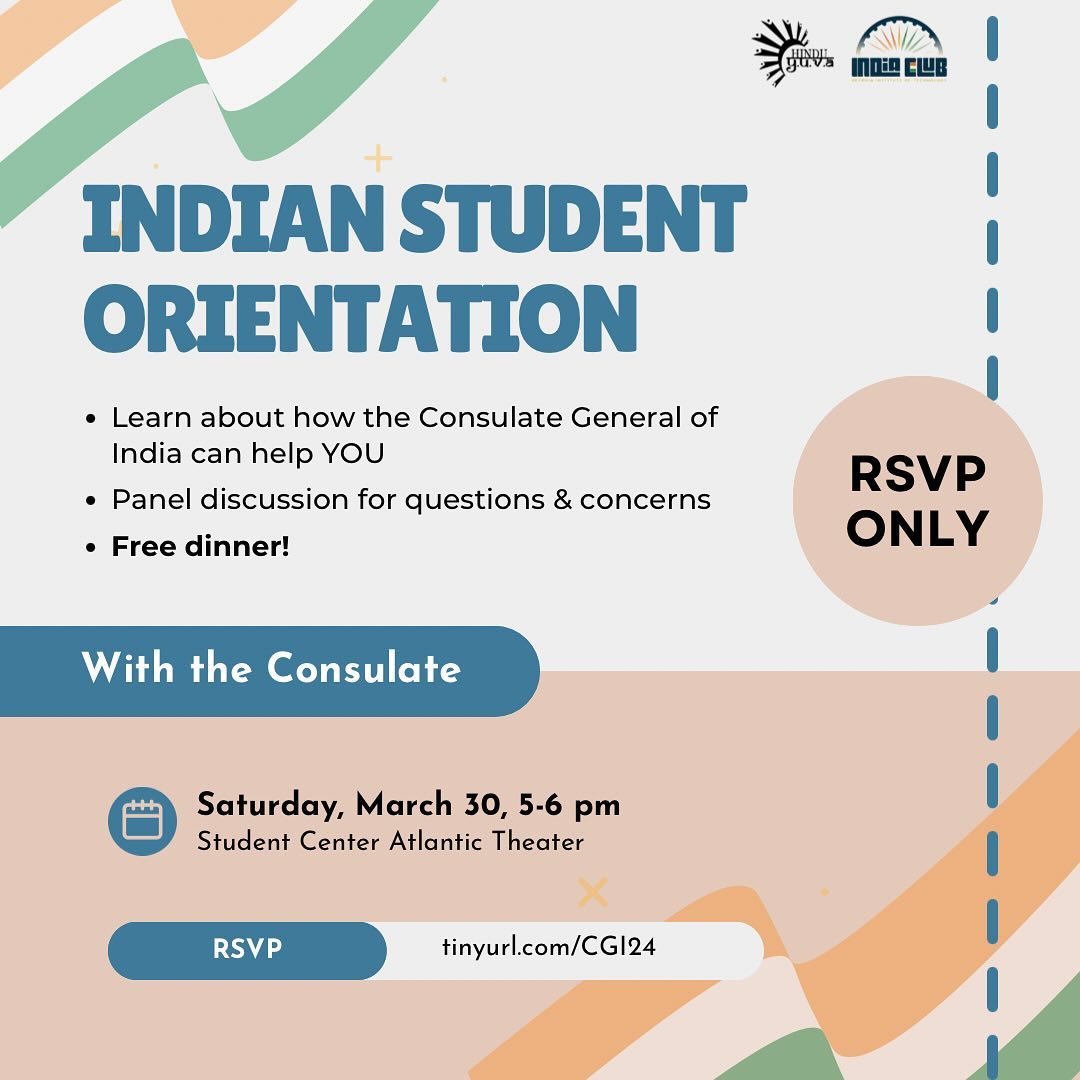 HINDU
y.u.v.a
INDIA CLUB
INDIAN STUDENT
ORIENTATION
• Learn about how the Consulate General of
India can help YOU
• Panel discussion for questions & concerns
• Free dinner!
RSVP
ONLY
With the Consulate
Saturday, March 30, 5-6 pm
Student Center Atlantic Theater
RSVP tinyurl.com/CGI24